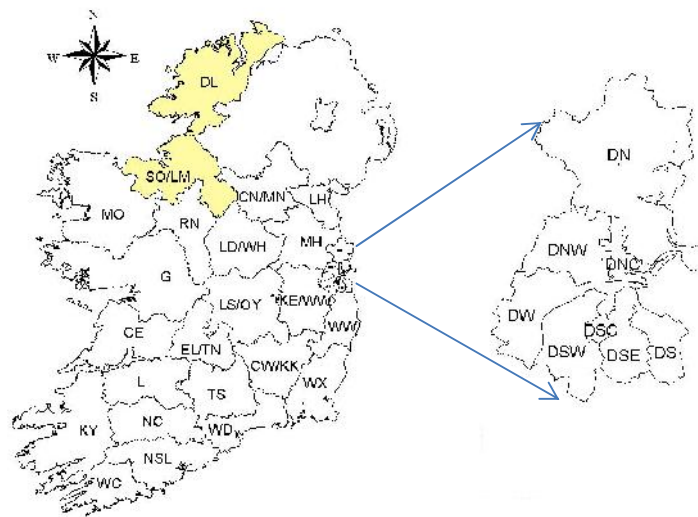 N
W E
S
DL
SO/LM
CN/MN
LH
MO
RN
LD/WH
MH
G
LS/OY
KE/WW
WW
CE
EL/TN
CW/KK
WX
L
TS
KY
NC
WD
NSL
WC
DN
DNW
DNC
DW
DSC
DSW
DSE
DS